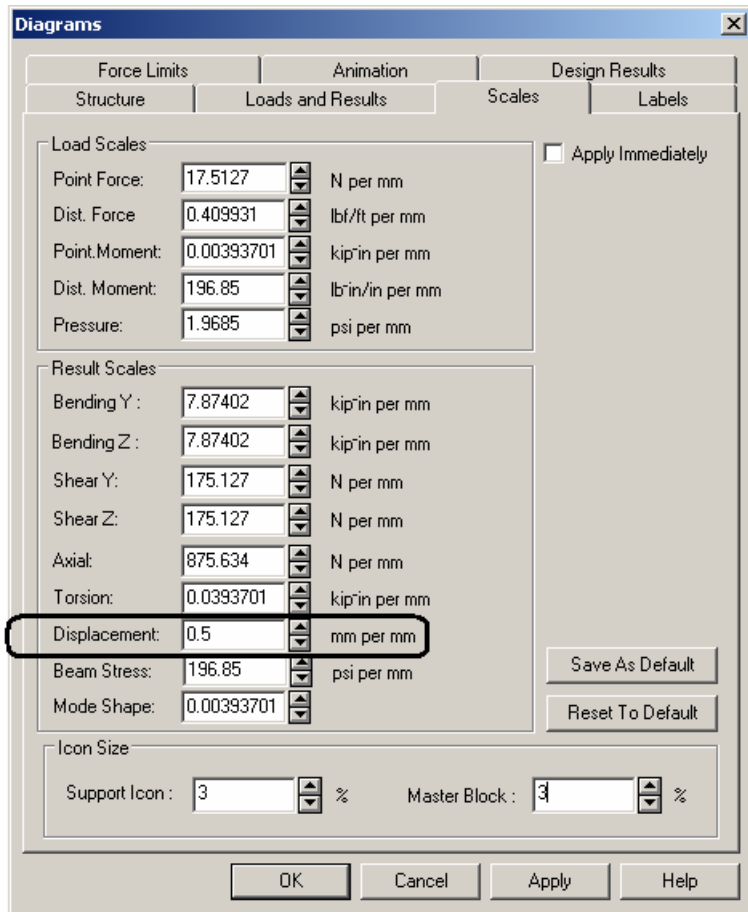 Diagrams
Force Limits Animation Design Results
Structure Loads and Results Scales Labels
Load Scales
Apply Immediately
Point Force: 17.5127 N per mm
Dist. Force 0.409931 lbf/ft per mm
Point.Moment: 0.00393701 kip-in per mm
Dist. Moment: 196.85 lb-in/in per mm
Pressure: 1.9685 psi per mm
Result Scales
Bending Y : 7.87402 kip-in per mm
Bending Z : 7.87402 kip-in per mm
Shear Y: 175.127 N per mm
Shear Z: 175.127 N per mm
Axial: 875.634 N per mm
Torsion: 0.0393701 kip-in per mm
Displacement: 0.5 mm per mm
Beam Stress: 196.85 psi per mm
Save As Default
Mode Shape: 0.00393701
Reset To Default
Icon Size
Support Icon : 3 % Master Block : 3 %
OK Cancel Apply Help